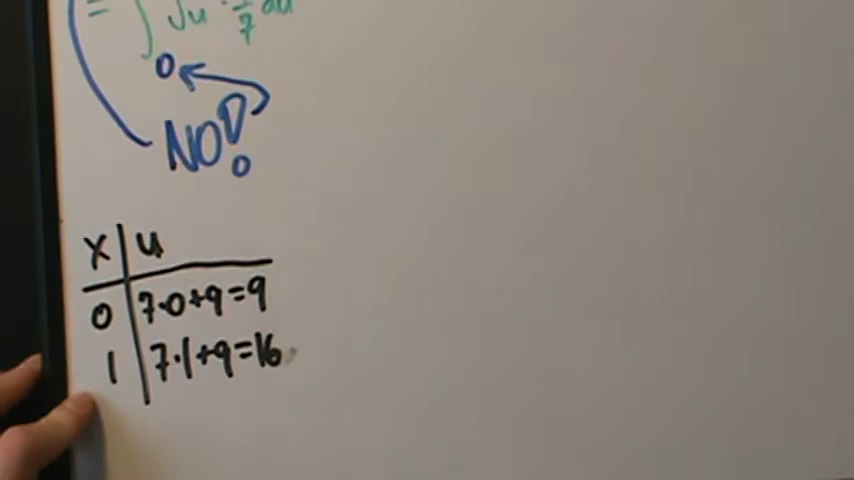 = ∫ √u · 1/7 du
0
NO!
x | u
0 | 7·0+9=9
1 | 7·1+9=16